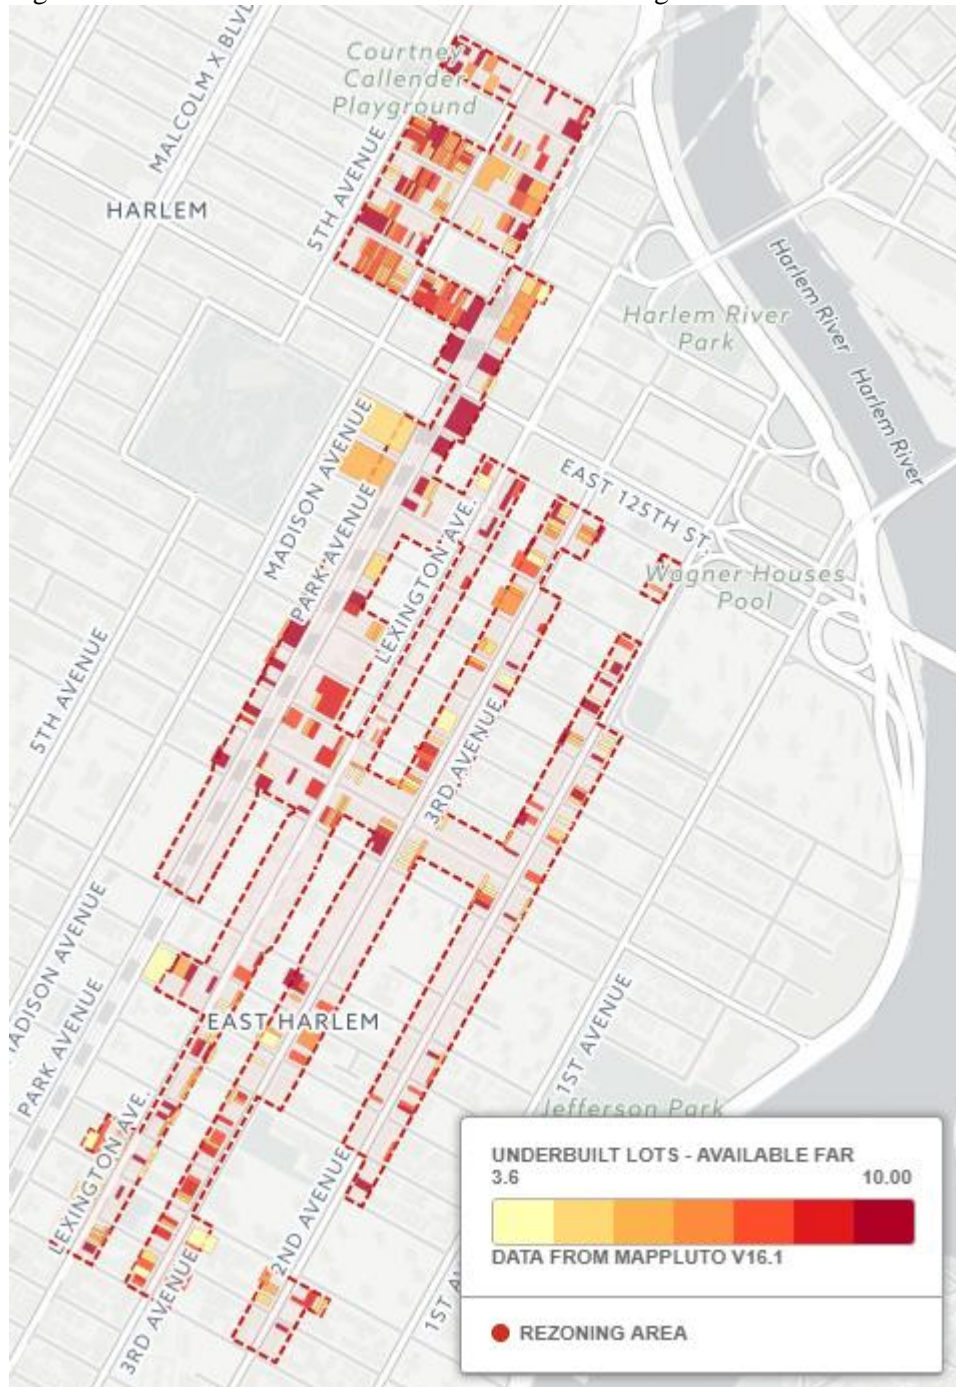 Courtney
Callender
Playground
MALCOLM X BLV
5TH AVENUE
HARLEM
Harlem River
Harlem River
Park
Harlem River
MADISON AVENUE
EAST 125TH ST.
PARK AVENUE
LEXINGTON AVE.
Wagner Houses
Pool
5TH AVENUE
3RD AVENUE
MADISON AVENUE
PARK AVENUE
EAST HARLEM
1ST AVENUE
Jefferson Park
LEXINGTON AVE.
2ND AVENUE
3RD AVENUE
1ST A
UNDERBUILT LOTS - AVAILABLE FAR
3.6 10.00
DATA FROM MAPPLUTO V16.1
REZONING AREA